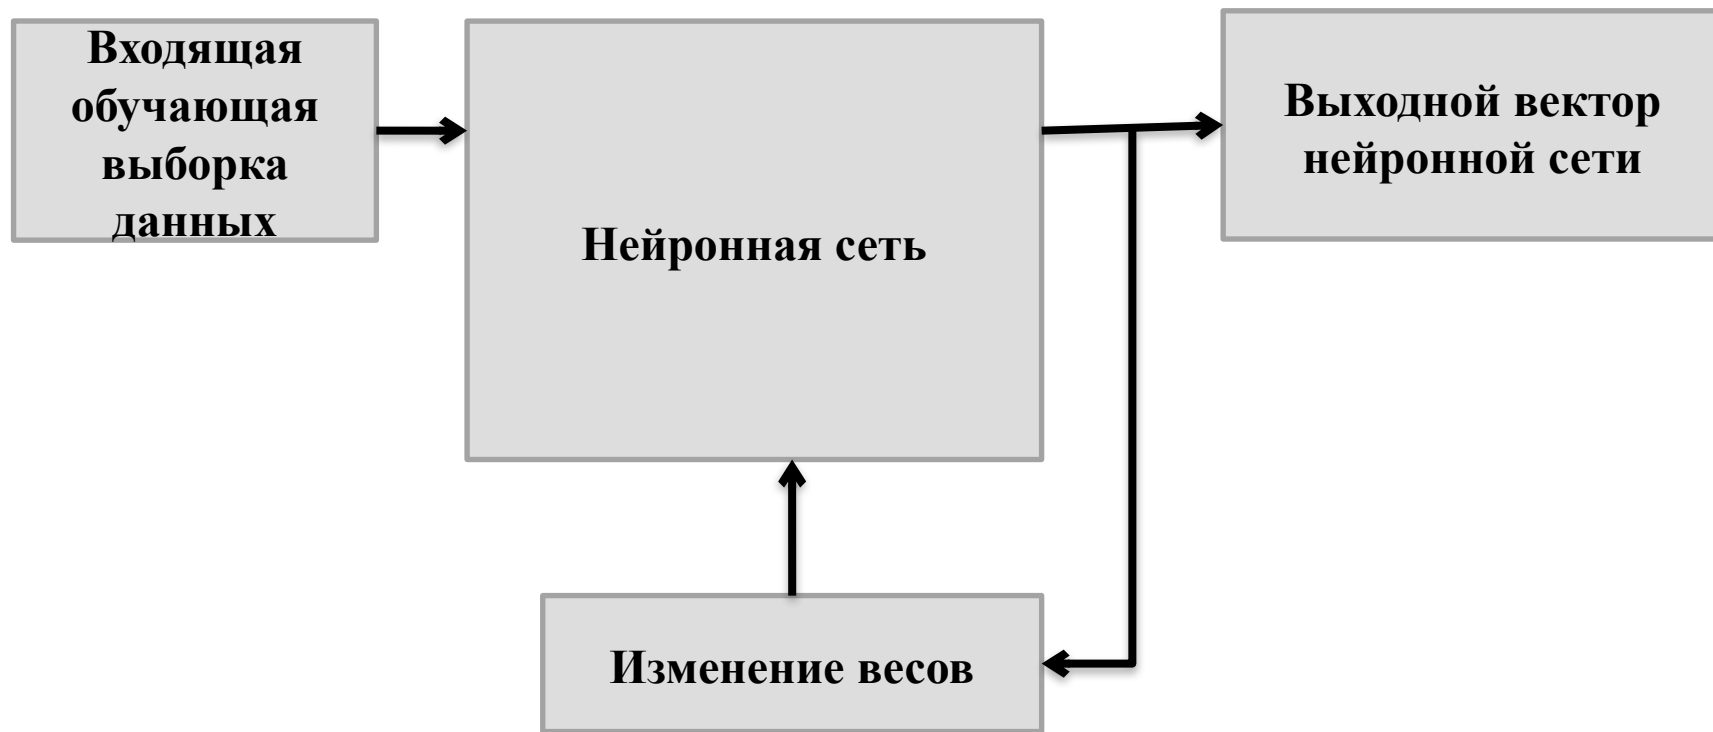 Входящая
обучающая
выборка
данных
Нейронная сеть
Выходной вектор
нейронной сети
Изменение весов